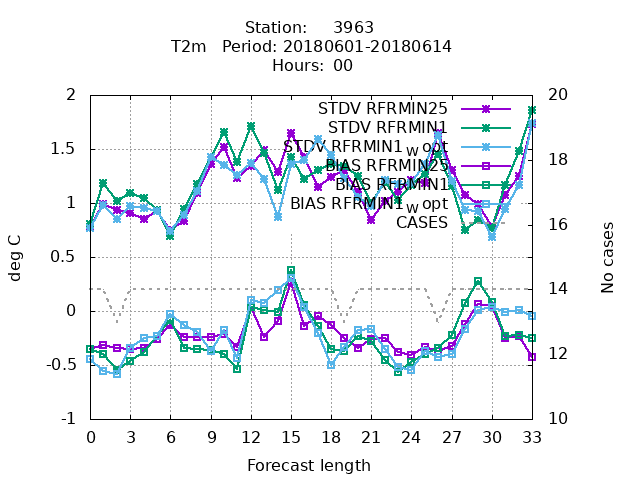 Station: 3963
T2m Period: 20180601-20180614
Hours: 00
2
1.5
1
0.5
0
-0.5
-1
20
18
16
14
12
10
STDV RFRMIN25
STDV RFRMIN1
STDV RFRMIN1W opt
BIAS RFRMIN25
BIAS RFRMIN1
BIAS RFRMIN1W opt
CASES
deg C
No cases
0 3 6 9 12 15 18 21 24 27 30 33
Forecast length